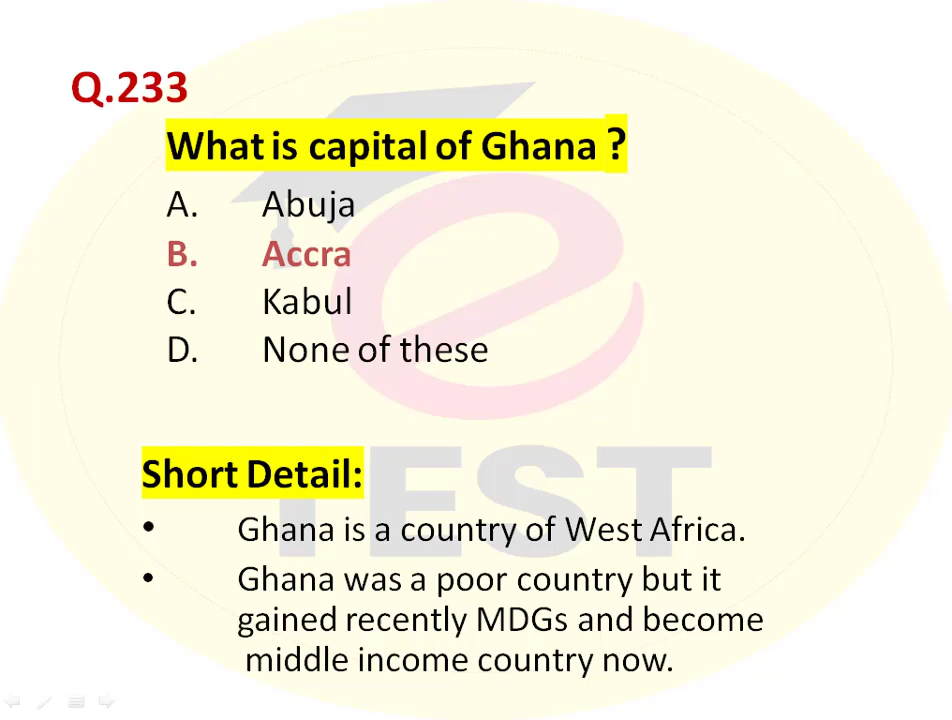 Q.233
What is capital of Ghana ?
A. Abuja
B. Accra
C. Kabul
D. None of these
Short Detail:
• Ghana is a country of West Africa.
• Ghana was a poor country but it
gained recently MDGs and become
middle income country now.
e
TEST